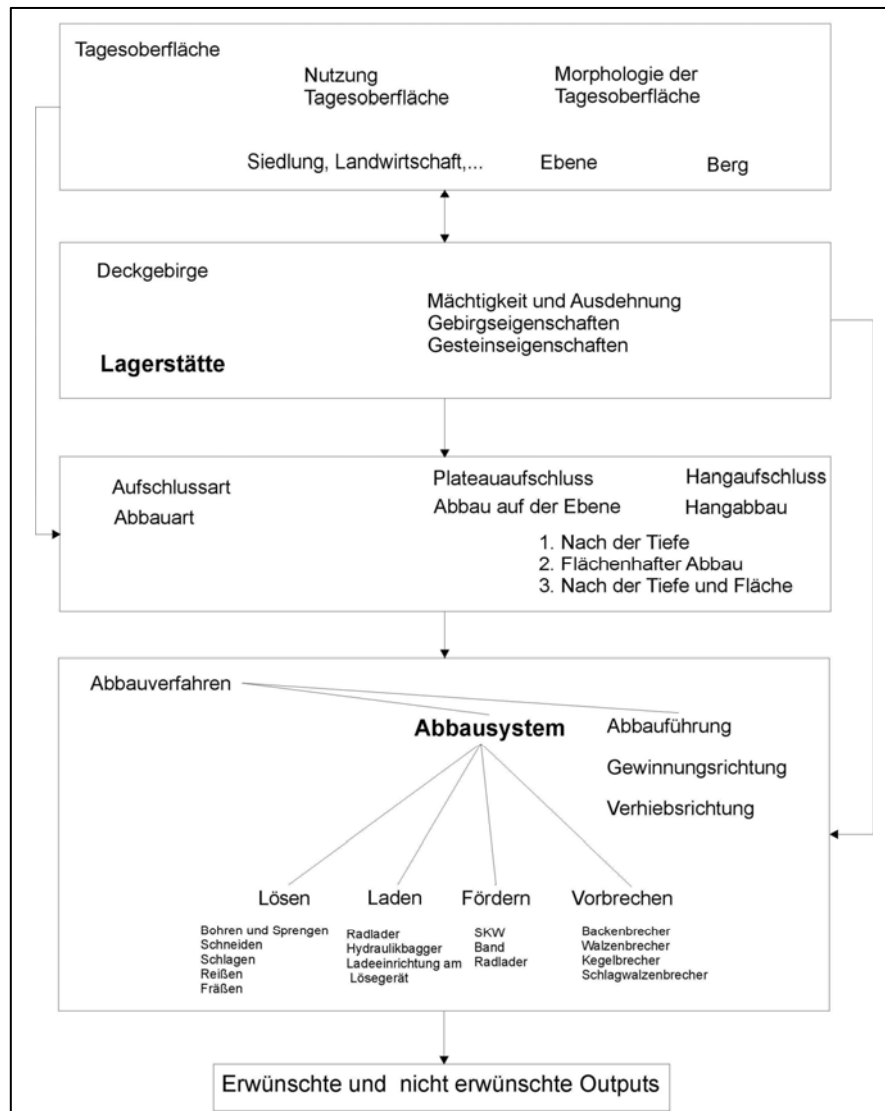 Tagesoberfläche
Nutzung
Tagesoberfläche
Morphologie der
Tagesoberfläche
Siedlung, Landwirtschaft,...
Ebene
Berg
Deckgebirge
Mächtigkeit und Ausdehnung
Gebirgseigenschaften
Gesteinseigenschaften
Lagerstätte
Aufschlussart
Abbauart
Plateauaufschluss
Abbau auf der Ebene
Hangaufschluss
Hangabbau
1. Nach der Tiefe
2. Flächenhafter Abbau
3. Nach der Tiefe und Fläche
Abbauverfahren
Abbausystem
Abbauführung
Gewinnungsrichtung
Verhiebsrichtung
Lösen
Bohren und Sprengen
Schneiden
Schlagen
Reißen
Fräßen
Laden
Radlader
Hydraulikbagger
Ladeeinrichtung am
Lösegerät
Fördern
SKW
Band
Radlader
Vorbrechen
Backenbrecher
Walzenbrecher
Kegelbrecher
Schlagwalzenbrecher
Erwünschte und nicht erwünschte Outputs